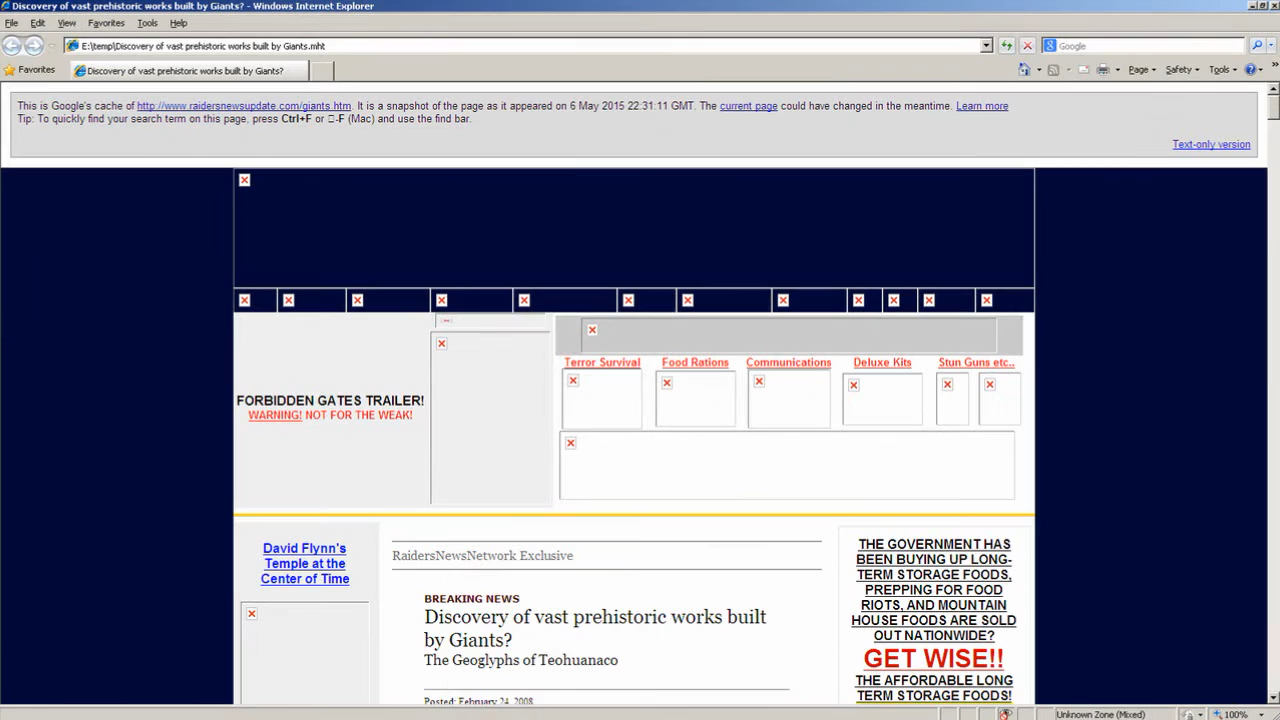 Discovery of vast prehistoric works built by Giants? - Windows Internet Explorer
File Edit View Favorites Tools Help
E:\temp\Discovery of vast prehistoric works built by Giants.mht
Google
Favorites
Discovery of vast prehistoric works built by Giants?
Page Safety Tools
This is Google's cache of http://www.raidersnewsupdate.com/giants.htm. It is a snapshot of the page as it appeared on 6 May 2015 22:31:11 GMT. The current page could have changed in the meantime. Learn more
Tip: To quickly find your search term on this page, press Ctrl+F or □-F (Mac) and use the find bar.
Text-only version
Terror Survival Food Rations Communications Deluxe Kits Stun Guns etc..
FORBIDDEN GATES TRAILER!
WARNING! NOT FOR THE WEAK!
David Flynn's
Temple at the
Center of Time
RaidersNewsNetwork Exclusive
BREAKING NEWS
Discovery of vast prehistoric works built
by Giants?
The Geoglyphs of Teohuanaco
Posted: February 24, 2008
THE GOVERNMENT HAS
BEEN BUYING UP LONG-
TERM STORAGE FOODS,
PREPPING FOR FOOD
RIOTS, AND MOUNTAIN
HOUSE FOODS ARE SOLD
OUT NATIONWIDE?
GET WISE!!
THE AFFORDABLE LONG
TERM STORAGE FOODS!
Unknown Zone (Mixed)
100%